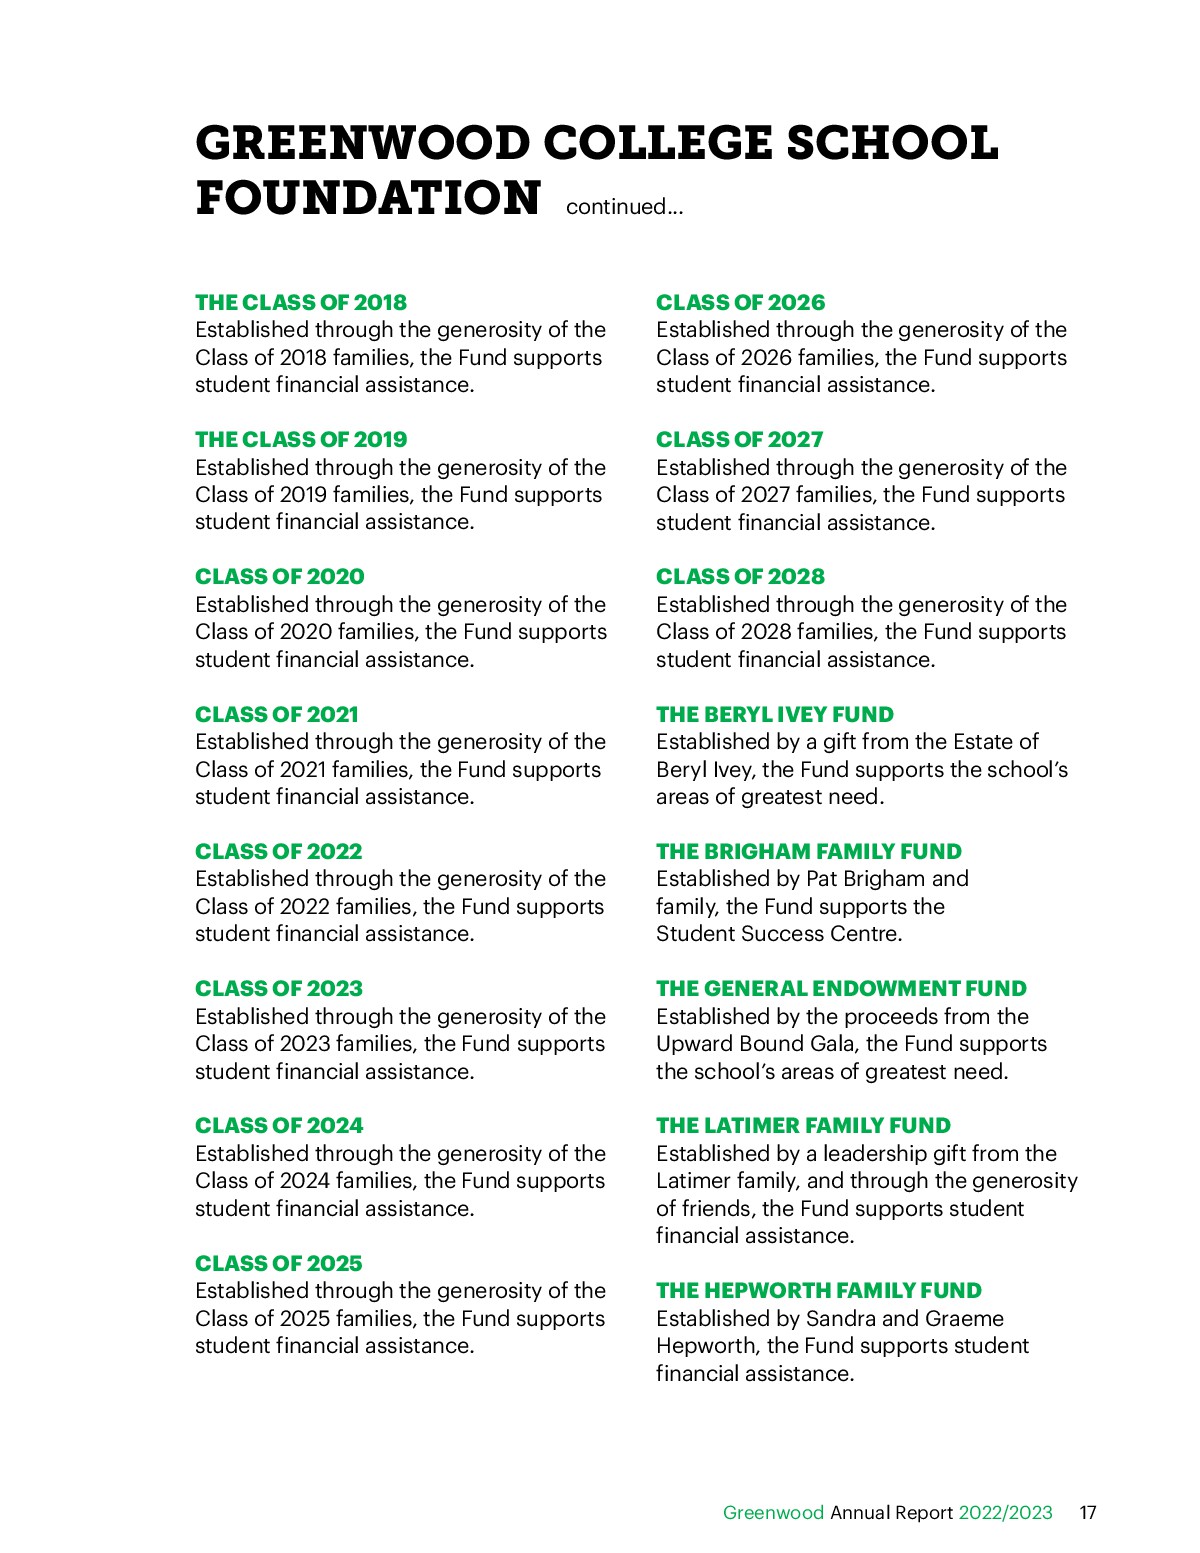 GREENWOOD COLLEGE SCHOOL
FOUNDATION continued...
THE CLASS OF 2018
Established through the generosity of the
Class of 2018 families, the Fund supports
student financial assistance.
THE CLASS OF 2019
Established through the generosity of the
Class of 2019 families, the Fund supports
student financial assistance.
CLASS OF 2020
Established through the generosity of the
Class of 2020 families, the Fund supports
student financial assistance.
CLASS OF 2021
Established through the generosity of the
Class of 2021 families, the Fund supports
student financial assistance.
CLASS OF 2022
Established through the generosity of the
Class of 2022 families, the Fund supports
student financial assistance.
CLASS OF 2023
Established through the generosity of the
Class of 2023 families, the Fund supports
student financial assistance.
CLASS OF 2024
Established through the generosity of the
Class of 2024 families, the Fund supports
student financial assistance.
CLASS OF 2025
Established through the generosity of the
Class of 2025 families, the Fund supports
student financial assistance.
CLASS OF 2026
Established through the generosity of the
Class of 2026 families, the Fund supports
student financial assistance.
CLASS OF 2027
Established through the generosity of the
Class of 2027 families, the Fund supports
student financial assistance.
CLASS OF 2028
Established through the generosity of the
Class of 2028 families, the Fund supports
student financial assistance.
THE BERYL IVEY FUND
Established by a gift from the Estate of
Beryl Ivey, the Fund supports the school’s
areas of greatest need.
THE BRIGHAM FAMILY FUND
Established by Pat Brigham and
family, the Fund supports the
Student Success Centre.
THE GENERAL ENDOWMENT FUND
Established by the proceeds from the
Upward Bound Gala, the Fund supports
the school’s areas of greatest need.
THE LATIMER FAMILY FUND
Established by a leadership gift from the
Latimer family, and through the generosity
of friends, the Fund supports student
financial assistance.
THE HEPWORTH FAMILY FUND
Established by Sandra and Graeme
Hepworth, the Fund supports student
financial assistance.
Greenwood Annual Report 2022/2023 17